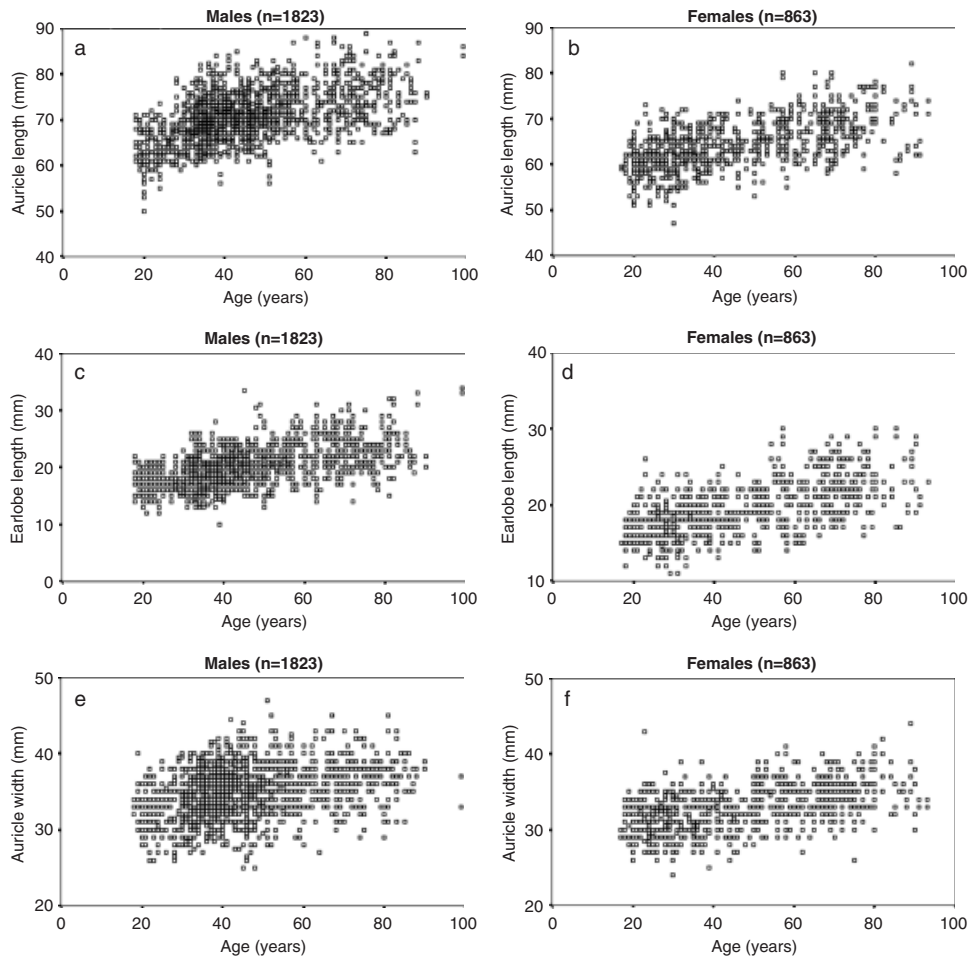 Males (n=1823)
a
Auricle length (mm)
90
80
70
60
50
40
0 20 40 60 80 100
Age (years)
Females (n=863)
b
Auricle length (mm)
90
80
70
60
50
40
0 20 40 60 80 100
Age (years)
Males (n=1823)
c
Earlobe length (mm)
40
30
20
10
0
0 20 40 60 80 100
Age (years)
Females (n=863)
d
Earlobe length (mm)
40
30
20
10
0 20 40 60 80 100
Age (years)
Males (n=1823)
e
Auricle width (mm)
50
40
30
20
0 20 40 60 80 100
Age (years)
Females (n=863)
f
Auricle width (mm)
50
40
30
20
0 20 40 60 80 100
Age (years)